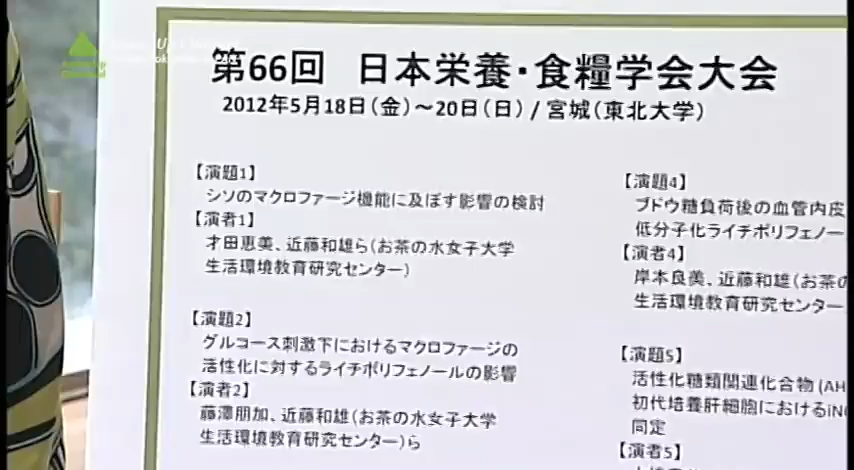 第66回 日本栄養・食糧学会大会
2012年5月18日(金)～20日(日) / 宮城(東北大学)
【演題1】
シソのマクロファージ機能に及ぼす影響の検討
【演者1】
才田恵美、近藤和雄ら(お茶の水女子大学
生活環境教育研究センター)
【演題2】
グルコース刺激下におけるマクロファージの
活性化に対するライチポリフェノールの影響
【演者2】
藤澤朋加、近藤和雄(お茶の水女子大学
生活環境教育研究センター)ら
【演題4】
ブドウ糖負荷後の血管内皮
低分子化ライチポリフェノー
【演者4】
岸本良美、近藤和雄(お茶の
生活環境教育研究センター
【演題5】
活性化糖類関連化合物(AH
初代培養肝細胞におけるiN
同定
【演者5】